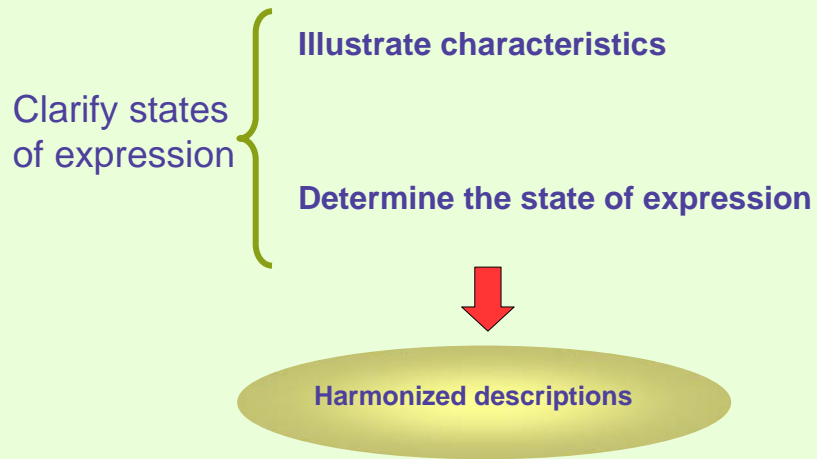 Illustrate characteristics
Clarify states
of expression
Determine the state of expression
Harmonized descriptions